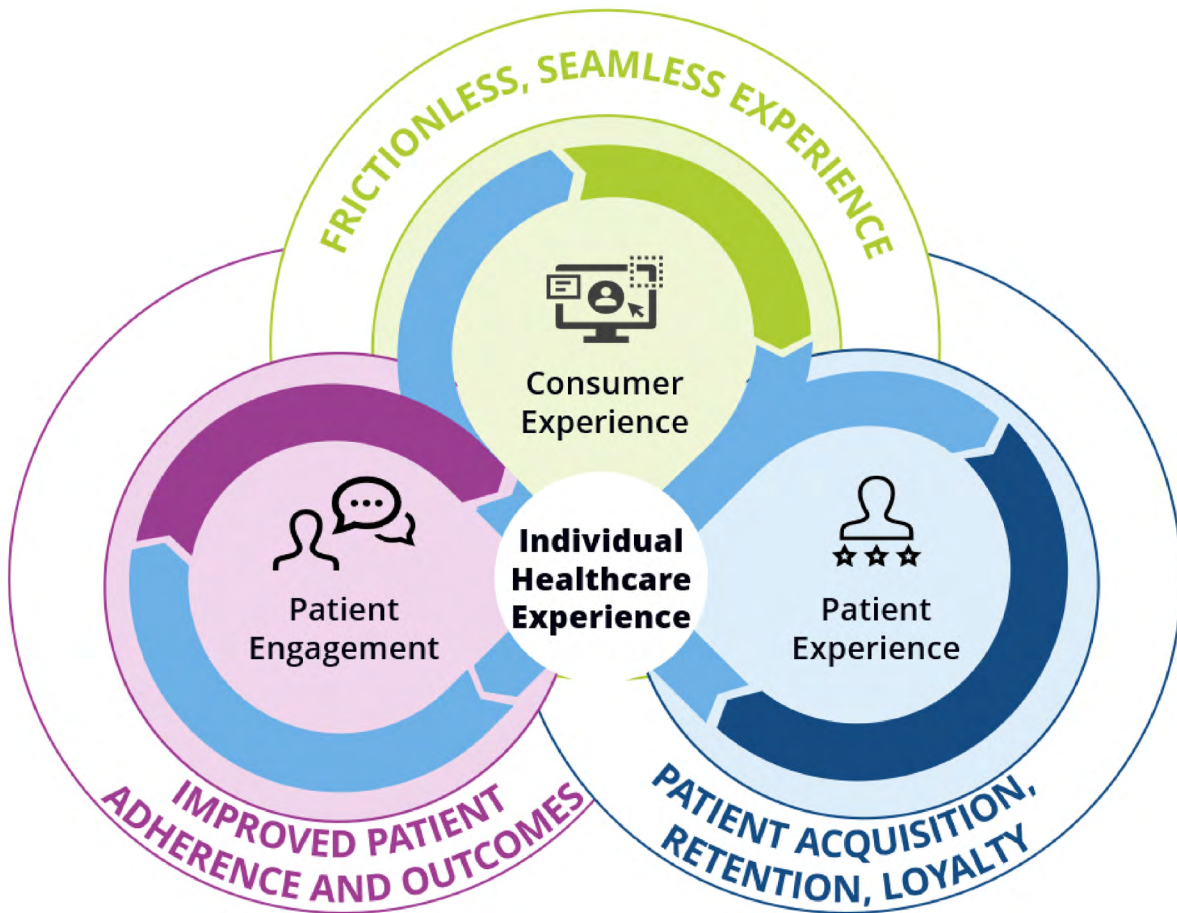 FRICTIONLESS, SEAMLESS EXPERIENCE
Consumer
Experience
Individual
Healthcare
Experience
Patient
Engagement
Patient
Experience
IMPROVED PATIENT
ADHERENCE AND OUTCOMES
PATIENT ACQUISITION,
RETENTION, LOYALTY